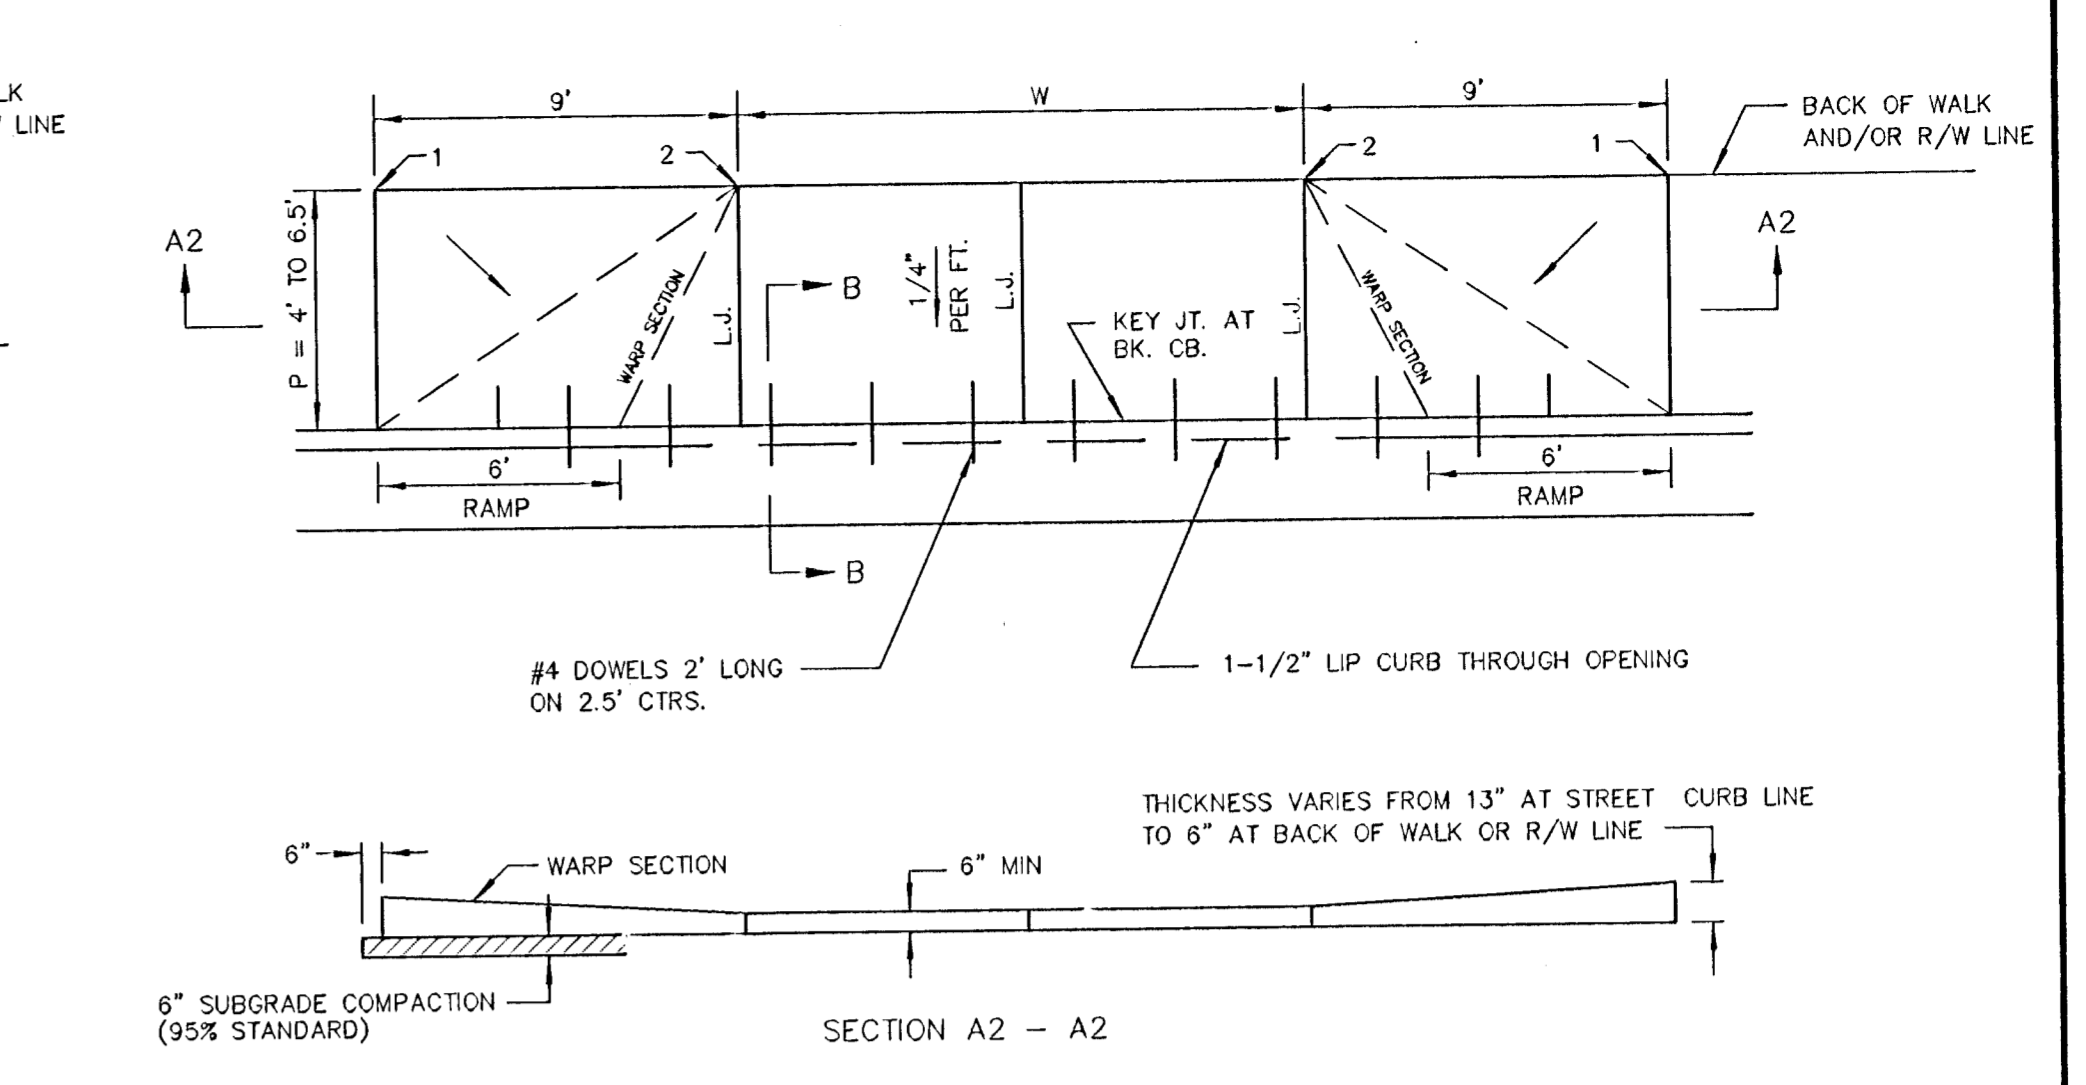 LK
LINE
9'
W
9'
BACK OF WALK
AND/OR R/W LINE
1
2
2
1
A2
P = 4' TO 6.5'
WARP SECTION
L.J.
B
1/4"
PER FT.
L.J.
KEY JT. AT
BK. CB.
L.J.
WARP SECTION
A2
6'
RAMP
6'
RAMP
B
#4 DOWELS 2' LONG
ON 2.5' CTRS.
1-1/2" LIP CURB THROUGH OPENING
THICKNESS VARIES FROM 13" AT STREET CURB LINE
TO 6" AT BACK OF WALK OR R/W LINE
6"
WARP SECTION
6" MIN
6" SUBGRADE COMPACTION
(95% STANDARD)
SECTION A2 - A2